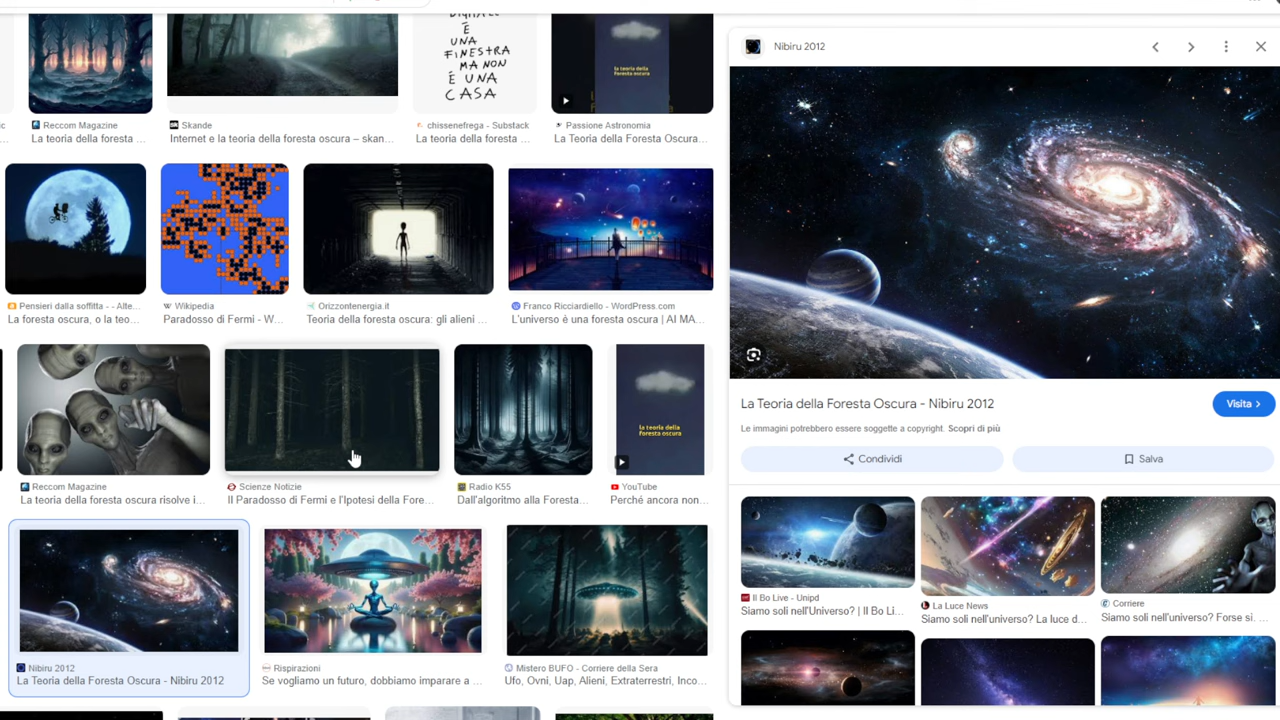 DIGITALE
È
UNA
FINESTRA
MA NON
È UNA
CASA
la teoria della
foresta oscura
Reccom Magazine
La teoria della foresta ...
Skande
Internet e la teoria della foresta oscura – skan...
chissenefrega - Substack
La teoria della foresta ...
Passione Astronomia
La Teoria della Foresta Oscura...
Pensieri dalla soffitta - - Alte...
La foresta oscura, o la teo...
Wikipedia
Paradosso di Fermi - W...
Orizzontenergia.it
Teoria della foresta oscura: gli alieni ...
Franco Ricciardiello - WordPress.com
L'universo è una foresta oscura | AI MA...
la teoria della
foresta oscura
Reccom Magazine
La teoria della foresta oscura risolve i...
Scienze Notizie
Il Paradosso di Fermi e l'Ipotesi della Fore...
Radio K55
Dall'algoritmo alla Foresta...
YouTube
Perché ancora non...
Nibiru 2012
La Teoria della Foresta Oscura - Nibiru 2012
Rispirazioni
Se vogliamo un futuro, dobbiamo imparare a ...
Mistero BUFO - Corriere della Sera
Ufo, Ovni, Uap, Alieni, Extraterrestri, Inco...
Nibiru 2012
La Teoria della Foresta Oscura - Nibiru 2012
Visita
Le immagini potrebbero essere soggette a copyright. Scopri di più
Condividi
Salva
Il Bo Live - Unipd
Siamo soli nell'Universo? | Il Bo Li...
La Luce News
Siamo soli nell'universo? La luce d...
Corriere
Siamo soli nell'universo? Forse sì. ...